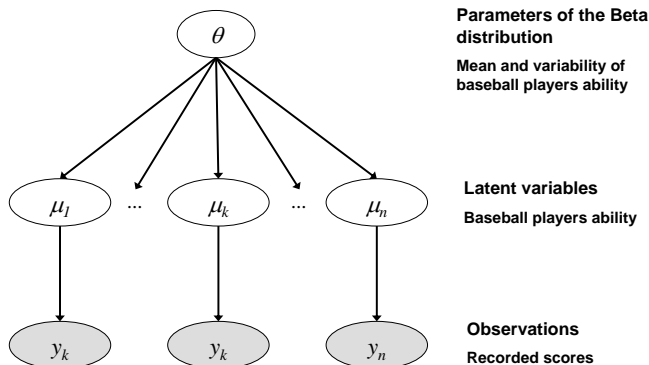 Parameters of the Beta
distribution
θ
Mean and variability of
baseball players ability
Latent variables
μ1 ... μk ... μn
Baseball players ability
Observations
yk yk yn
Recorded scores